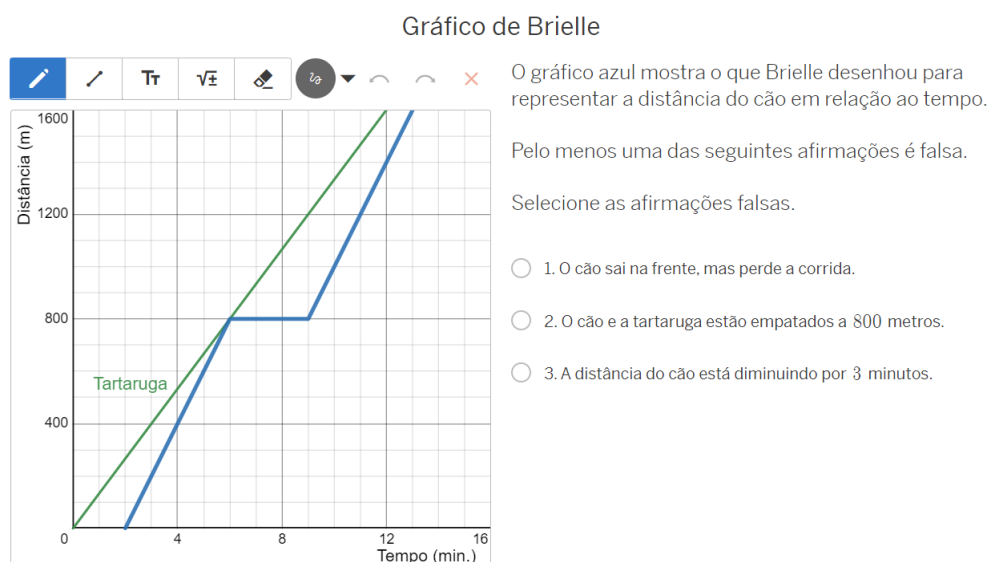 Gráfico de Brielle
O gráfico azul mostra o que Brielle desenhou para
representar a distância do cão em relação ao tempo.
Pelo menos uma das seguintes afirmações é falsa.
Selecione as afirmações falsas.
1. O cão sai na frente, mas perde a corrida.
2. O cão e a tartaruga estão empatados a 800 metros.
3. A distância do cão está diminuindo por 3 minutos.
TT
√±
Distância (m)
1600
1200
800
400
0
Tartaruga
4
8
12
16
Tempo (min.)